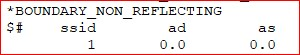 *BOUNDARY_NON_REFLECTING
$#    ssid        ad        as
         1       0.0       0.0